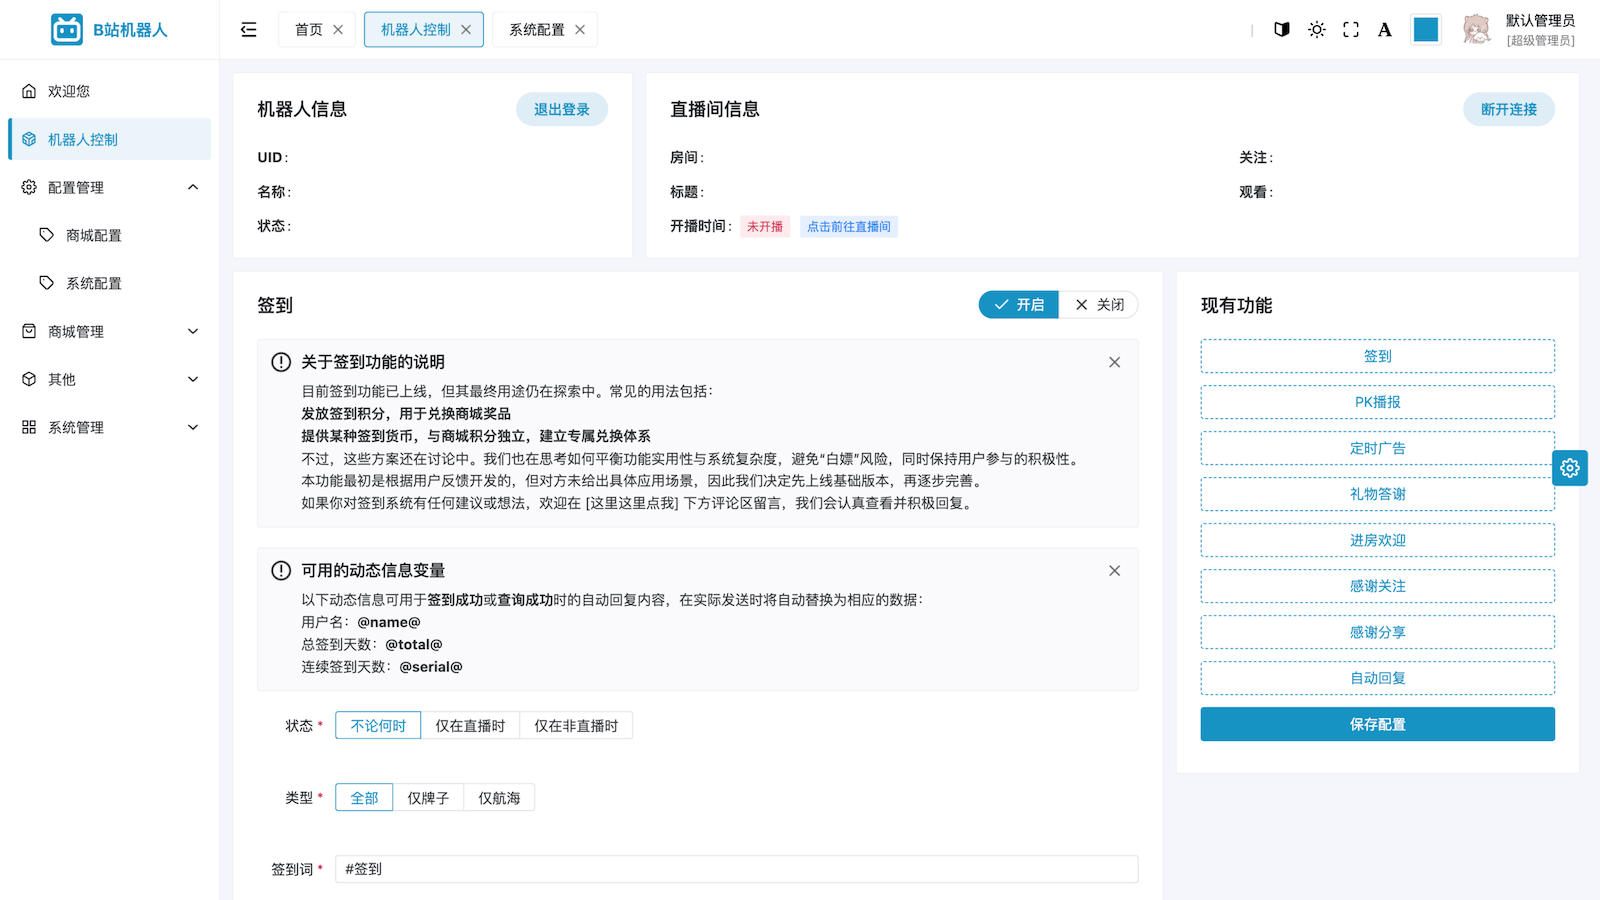 B站机器人
首页
机器人控制
系统配置
默认管理员
[超级管理员]
欢迎您
机器人控制
配置管理
商城配置
系统配置
商城管理
其他
系统管理
机器人信息
退出登录
UID:
名称:
状态:
直播间信息
断开连接
房间:
关注:
标题:
观看:
开播时间: 未开播 点击前往直播间
签到
开启
关闭
关于签到功能的说明
目前签到功能已上线，但其最终用途仍在探索中。常见的用法包括：
发放签到积分，用于兑换商城奖品
提供某种签到货币，与商城积分独立，建立专属兑换体系
不过，这些方案还在讨论中。我们也在思考如何平衡功能实用性与系统复杂度，避免“白嫖”风险，同时保持用户参与的积极性。
本功能最初是根据用户反馈开发的，但对方未给出具体应用场景，因此我们决定先上线基础版本，再逐步完善。
如果你对签到系统有任何建议或想法，欢迎在 [这里这里点我] 下方评论区留言，我们会认真查看并积极回复。
可用的动态信息变量
以下动态信息可用于签到成功或查询成功时的自动回复内容，在实际发送时将自动替换为相应的数据：
用户名：@name@
总签到天数：@total@
连续签到天数：@serial@
状态 *
不论何时
仅在直播时
仅在非直播时
类型 *
全部
仅牌子
仅航海
签到词 *
#签到
现有功能
签到
PK播报
定时广告
礼物答谢
进房欢迎
感谢关注
感谢分享
自动回复
保存配置